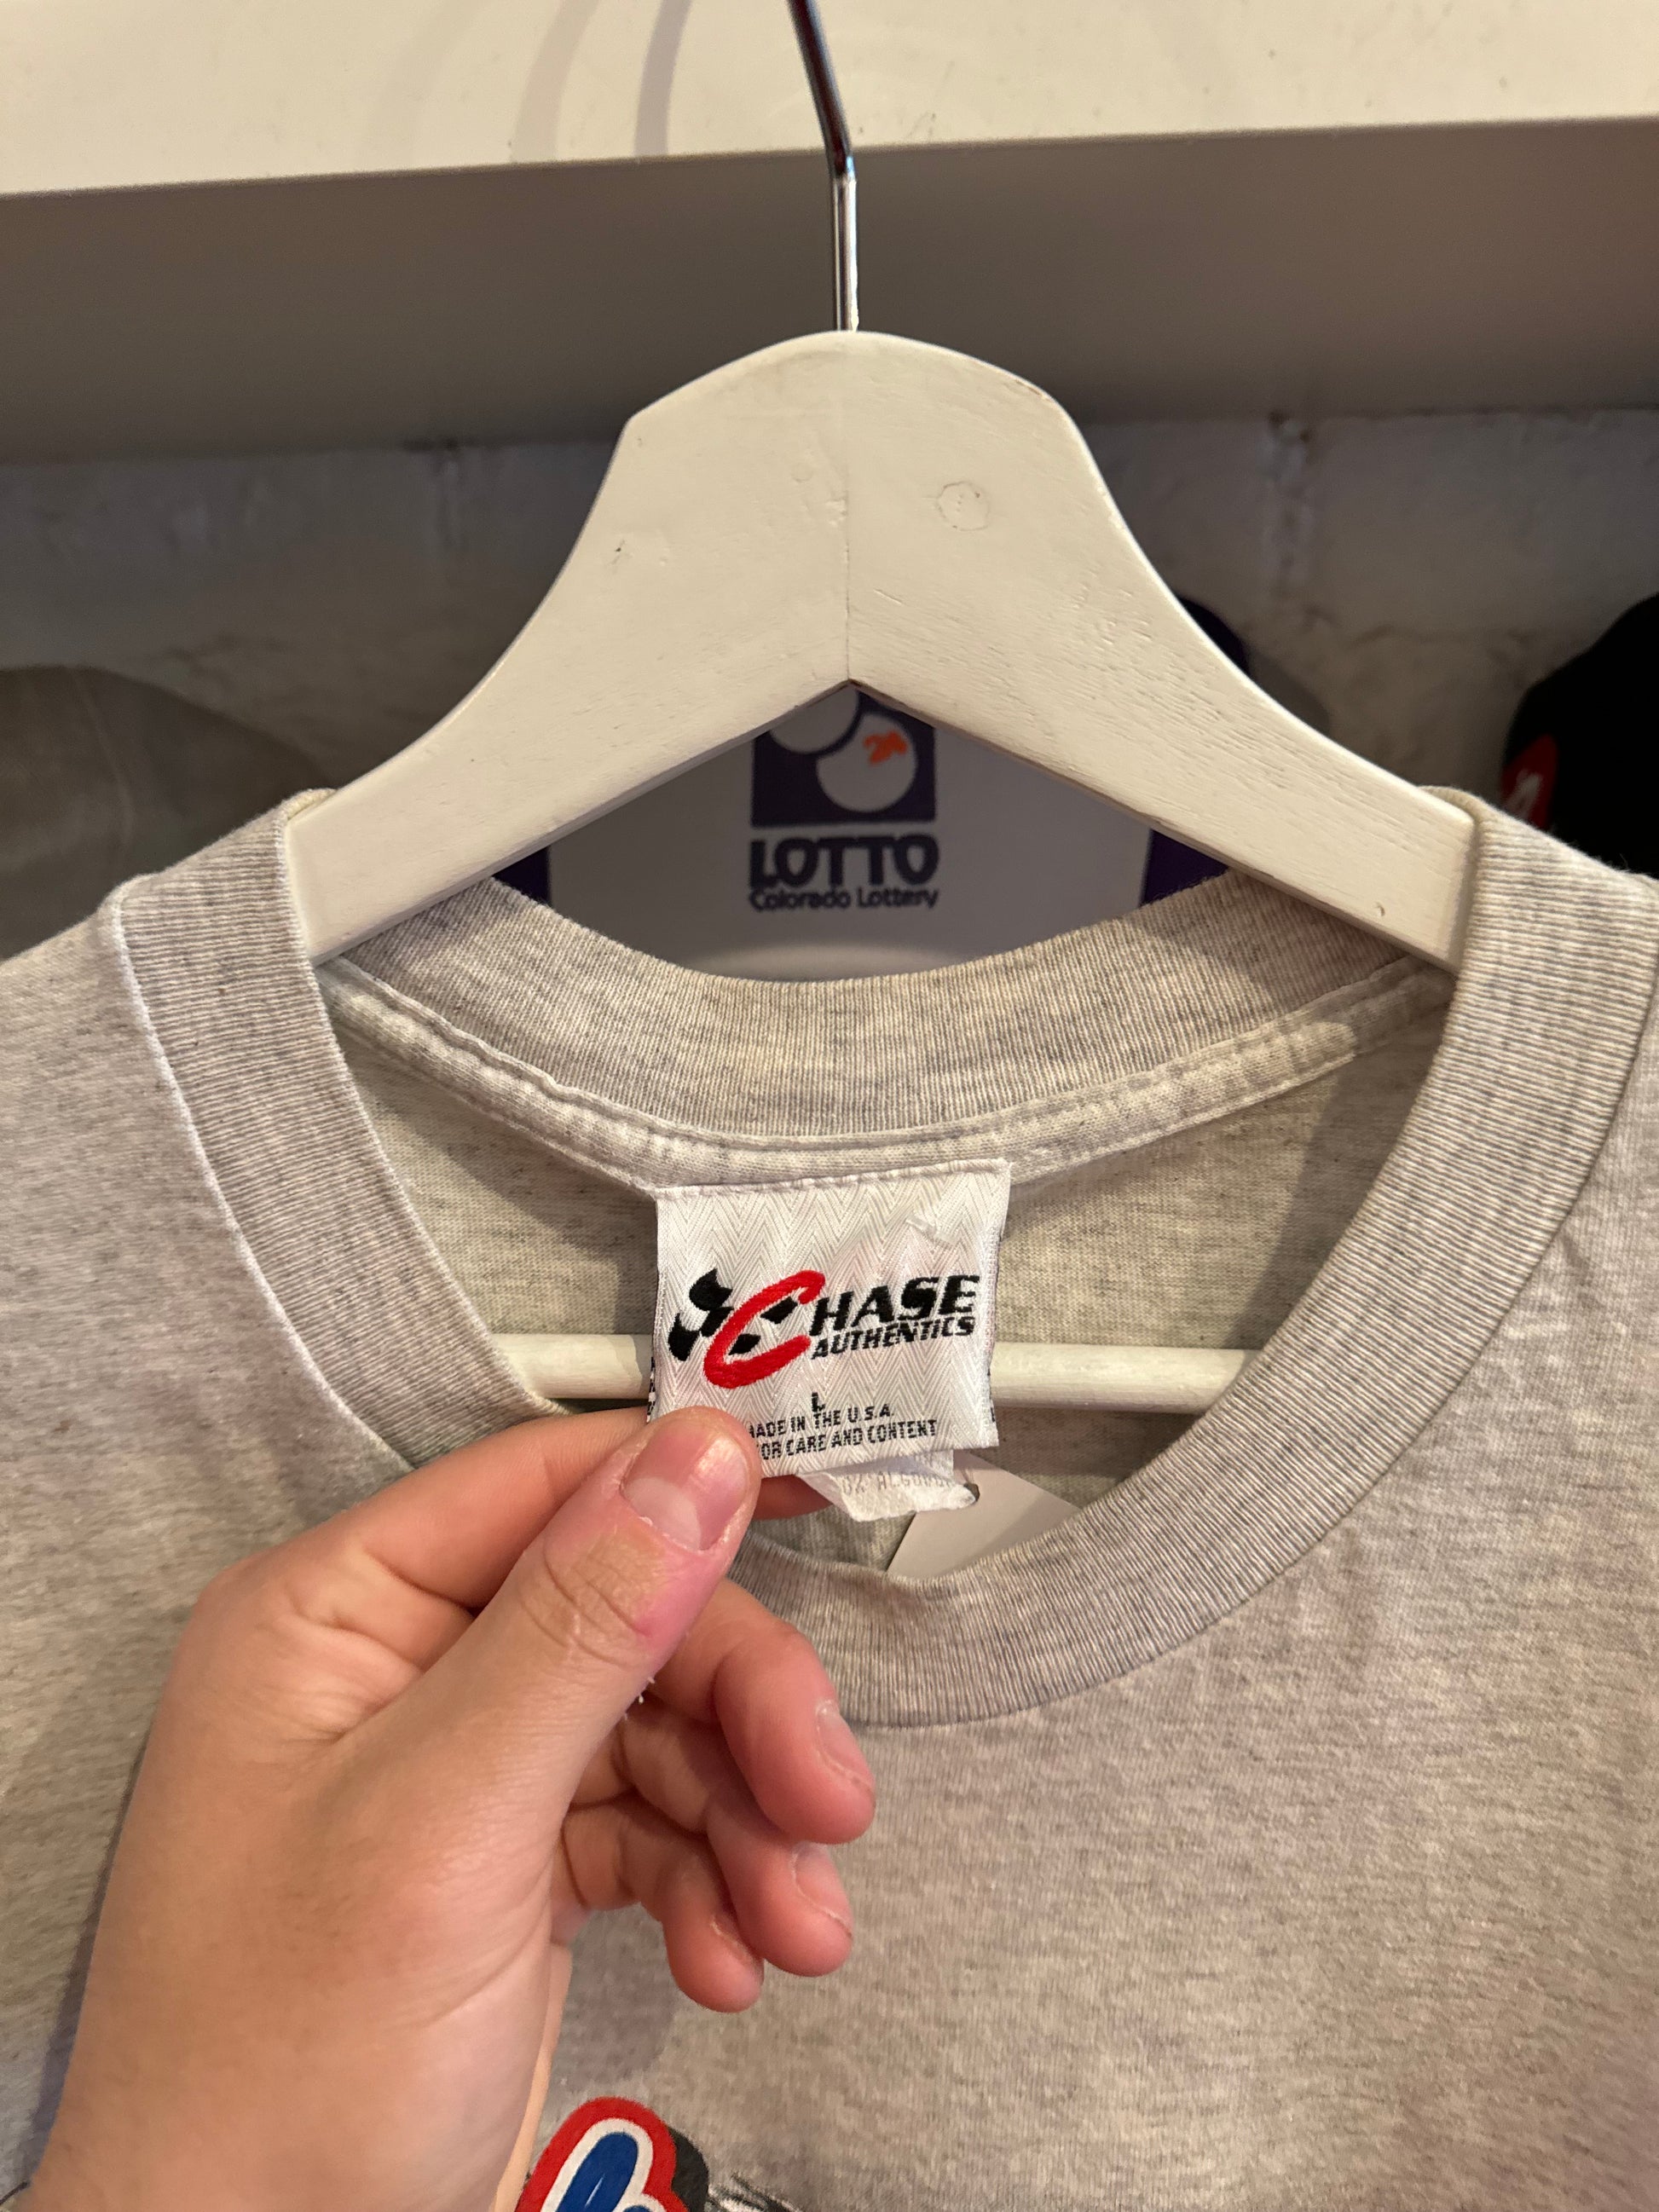 LOTTO
Colorado Lottery
CHASE
AUTHENTICS
L
MADE IN THE U.S.A.
FOR CARE AND CONTENT